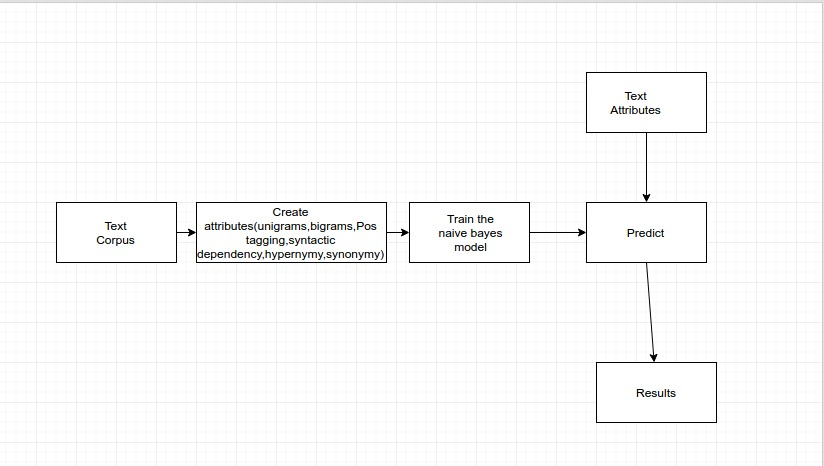 Text
Attributes
Text
Corpus
Create
attributes(unigrams,bigrams,Pos
tagging,syntactic
dependency,hypernymy,synonymy)
Train the
naive bayes
model
Predict
Results